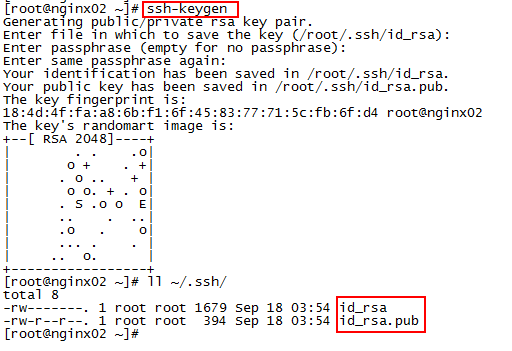 [root@nginx02 ~]# ssh-keygen
Generating public/private rsa key pair.
Enter file in which to save the key (/root/.ssh/id_rsa):
Enter passphrase (empty for no passphrase):
Enter same passphrase again:
Your identification has been saved in /root/.ssh/id_rsa.
Your public key has been saved in /root/.ssh/id_rsa.pub.
The key fingerprint is:
18:4d:4f:fa:a8:6b:f1:6f:45:83:77:71:5c:fb:6f:d4 root@nginx02
The key's randomart image is:
+--[ RSA 2048]----+
|        . .    .o|
|       o +    . +|
|      . o ..   + |
|       o o. + . o|
|      . S .o o  E|
|      ..    .  ..|
|      .o   .    o|
|      ... .    . |
|     ..  o.      |
+-----------------+
[root@nginx02 ~]# ll ~/.ssh/
total 8
-rw-------. 1 root root 1679 Sep 18 03:54 id_rsa
-rw-r--r--. 1 root root  394 Sep 18 03:54 id_rsa.pub
[root@nginx02 ~]#